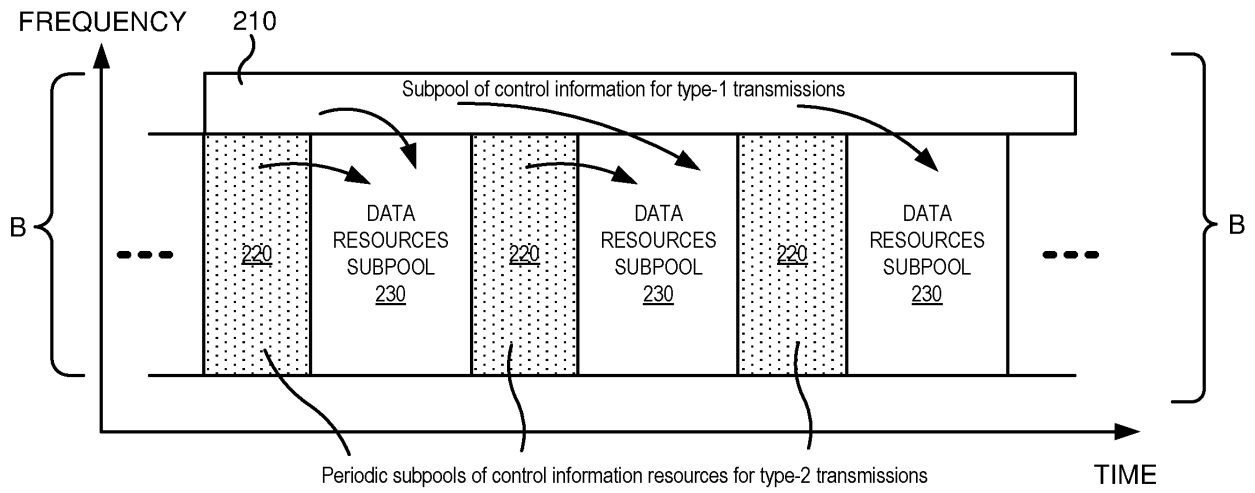 FREQUENCY
210
Subpool of control information for type-1 transmissions
B
B
220
DATA
RESOURCES
SUBPOOL
230
220
DATA
RESOURCES
SUBPOOL
230
220
DATA
RESOURCES
SUBPOOL
230
Periodic subpools of control information resources for type-2 transmissions
TIME